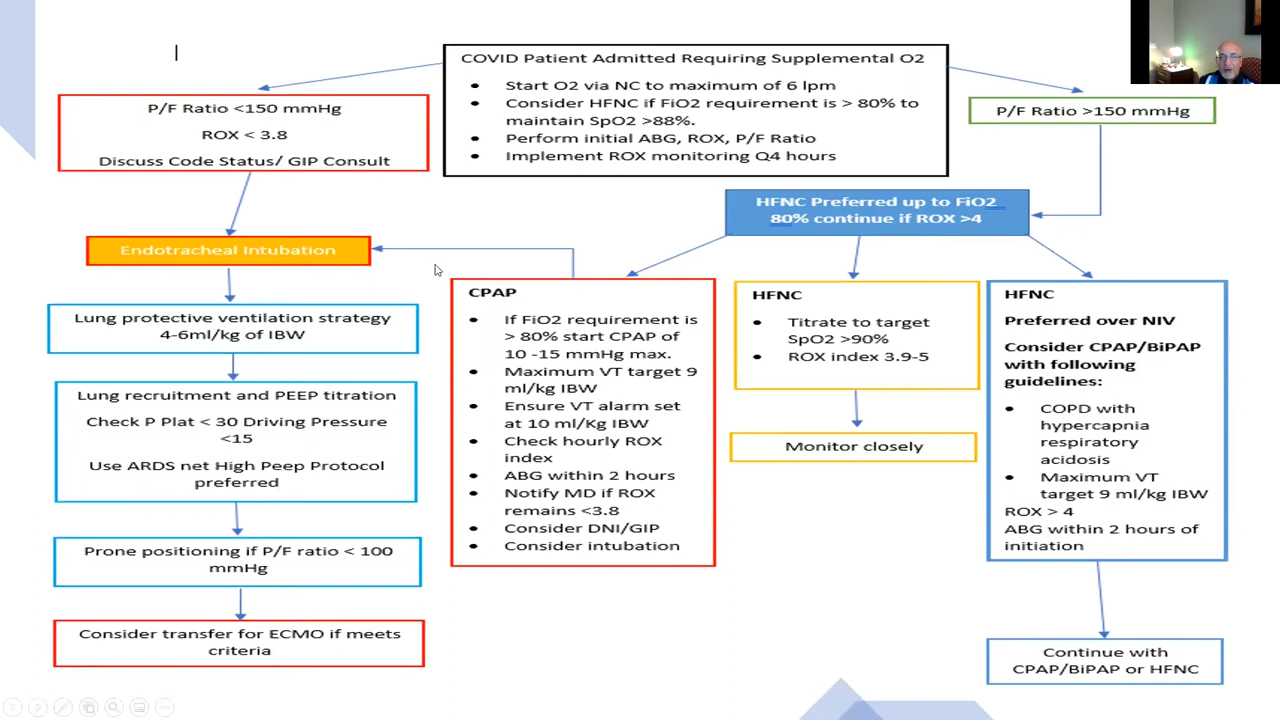 COVID Patient Admitted Requiring Supplemental O2
• Start O2 via NC to maximum of 6 lpm
• Consider HFNC if FiO2 requirement is > 80% to
maintain SpO2 >88%.
• Perform initial ABG, ROX, P/F Ratio
• Implement ROX monitoring Q4 hours
P/F Ratio <150 mmHg
ROX < 3.8
Discuss Code Status/ GIP Consult
P/F Ratio >150 mmHg
HFNC Preferred up to FiO2
80% continue if ROX >4
Endotracheal Intubation
Lung protective ventilation strategy
4-6ml/kg of IBW
Lung recruitment and PEEP titration
Check P Plat < 30 Driving Pressure
<15
Use ARDS net High Peep Protocol
preferred
Prone positioning if P/F ratio < 100
mmHg
Consider transfer for ECMO if meets
criteria
CPAP
• If FiO2 requirement is
> 80% start CPAP of
10 -15 mmHg max.
• Maximum VT target 9
ml/kg IBW
• Ensure VT alarm set
at 10 ml/Kg IBW
• Check hourly ROX
index
• ABG within 2 hours
• Notify MD if ROX
remains <3.8
• Consider DNI/GIP
• Consider intubation
HFNC
• Titrate to target
SpO2 >90%
• ROX index 3.9-5
Monitor closely
HFNC
Preferred over NIV
Consider CPAP/BiPAP
with following
guidelines:
• COPD with
hypercapnia
respiratory
acidosis
• Maximum VT
target 9 ml/kg IBW
ROX > 4
ABG within 2 hours of
initiation
Continue with
CPAP/BiPAP or HFNC